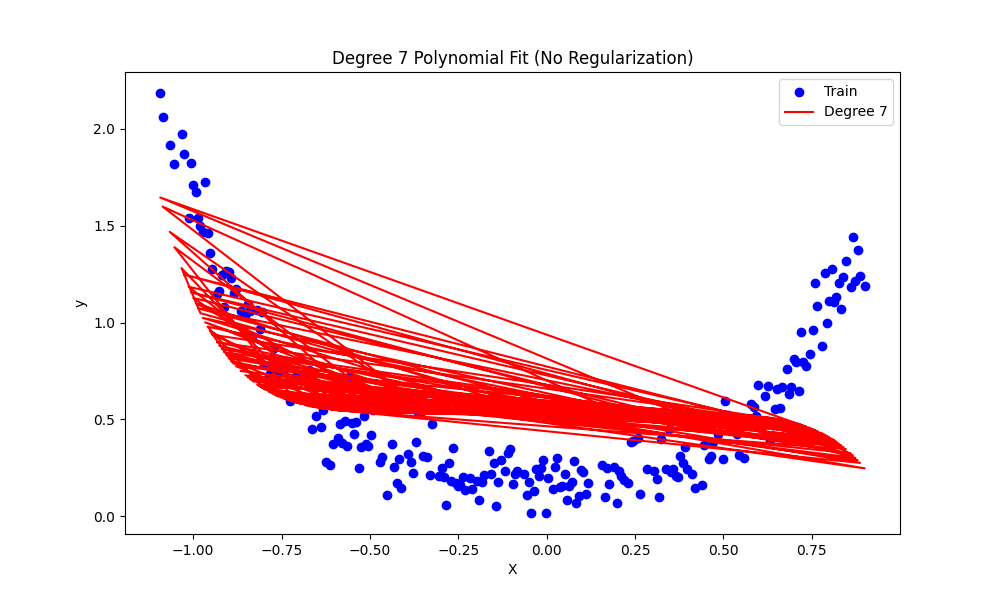 Degree 7 Polynomial Fit (No Regularization)
Train
Degree 7
2.0
1.5
1.0
0.5
0.0
y
−1.00 −0.75 −0.50 −0.25 0.00 0.25 0.50 0.75
X